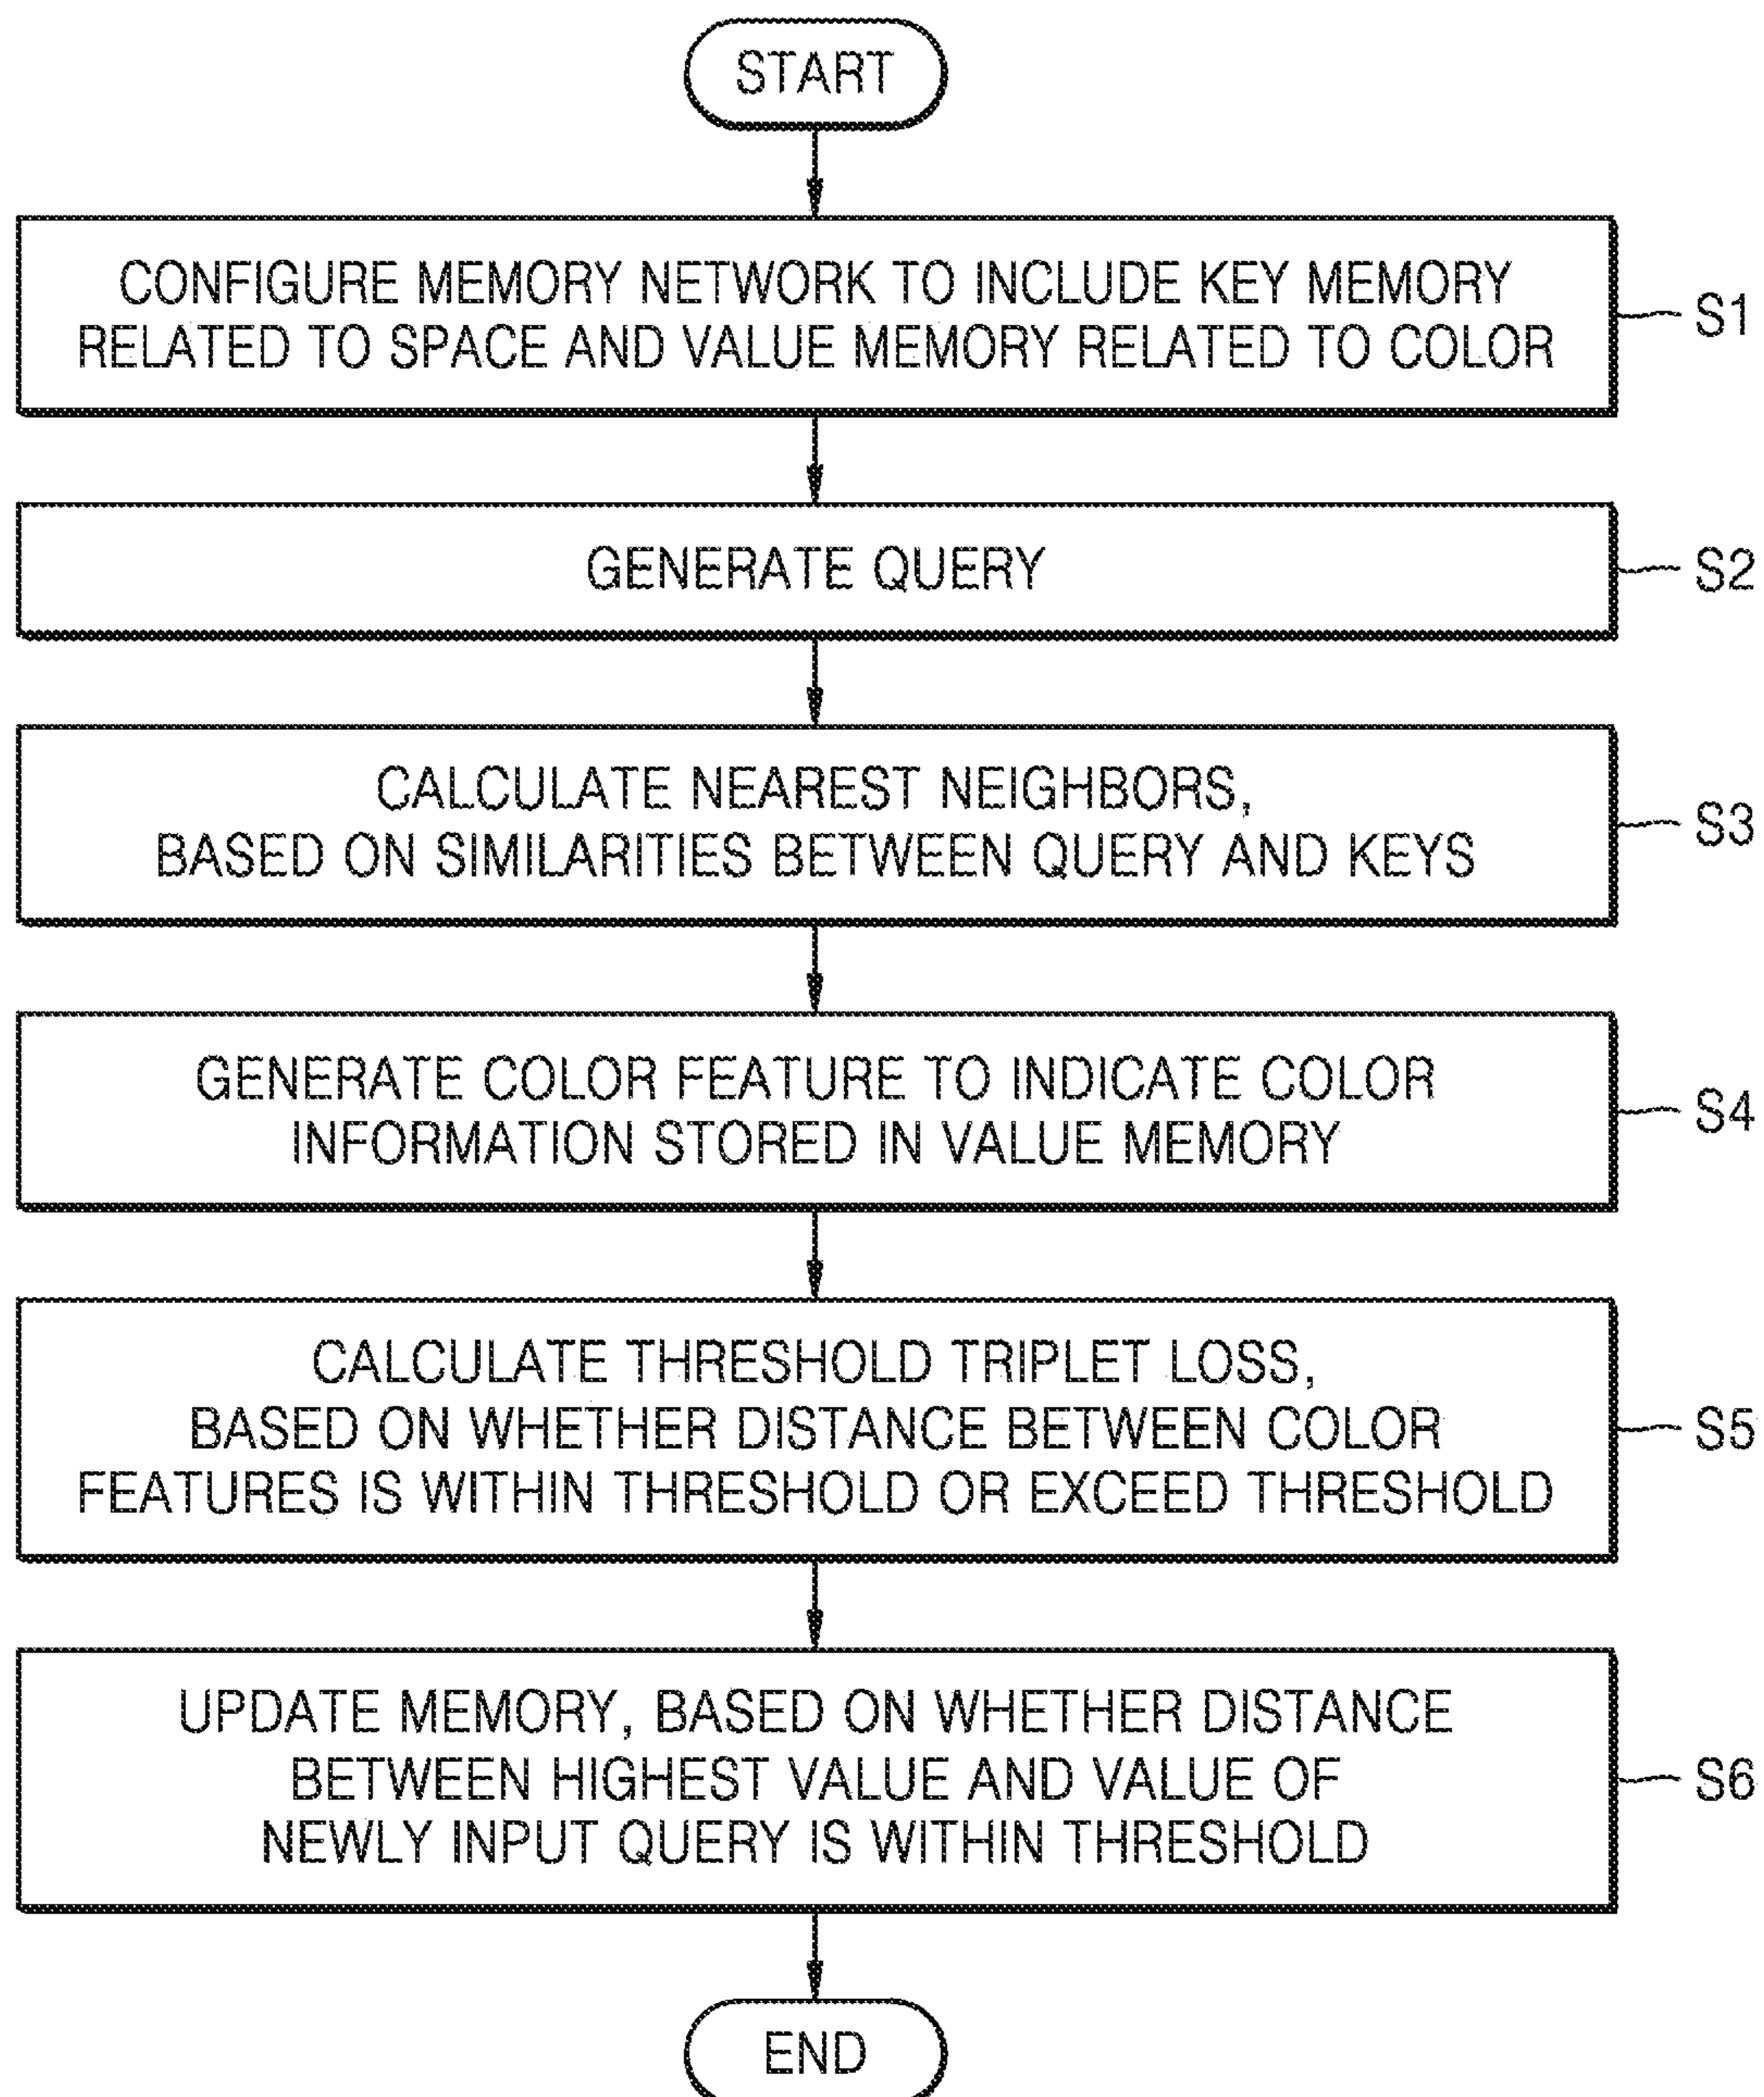 START
CONFIGURE MEMORY NETWORK TO INCLUDE KEY MEMORY
RELATED TO SPACE AND VALUE MEMORY RELATED TO COLOR
S1
GENERATE QUERY
S2
CALCULATE NEAREST NEIGHBORS,
BASED ON SIMILARITIES BETWEEN QUERY AND KEYS
S3
GENERATE COLOR FEATURE TO INDICATE COLOR
INFORMATION STORED IN VALUE MEMORY
S4
CALCULATE THRESHOLD TRIPLET LOSS,
BASED ON WHETHER DISTANCE BETWEEN COLOR
FEATURES IS WITHIN THRESHOLD OR EXCEED THRESHOLD
S5
UPDATE MEMORY, BASED ON WHETHER DISTANCE
BETWEEN HIGHEST VALUE AND VALUE OF
NEWLY INPUT QUERY IS WITHIN THRESHOLD
S6
END